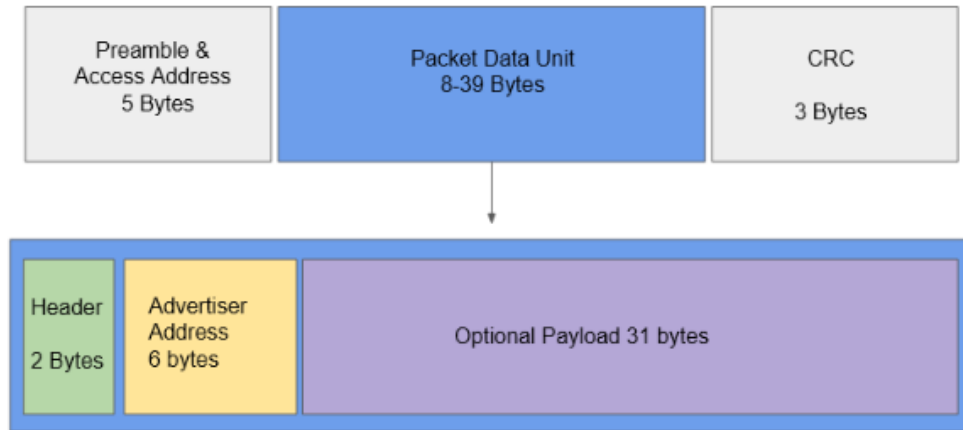 Preamble &
Access Address
5 Bytes
Packet Data Unit
8-39 Bytes
CRC
3 Bytes
Header
2 Bytes
Advertiser
Address
6 bytes
Optional Payload 31 bytes